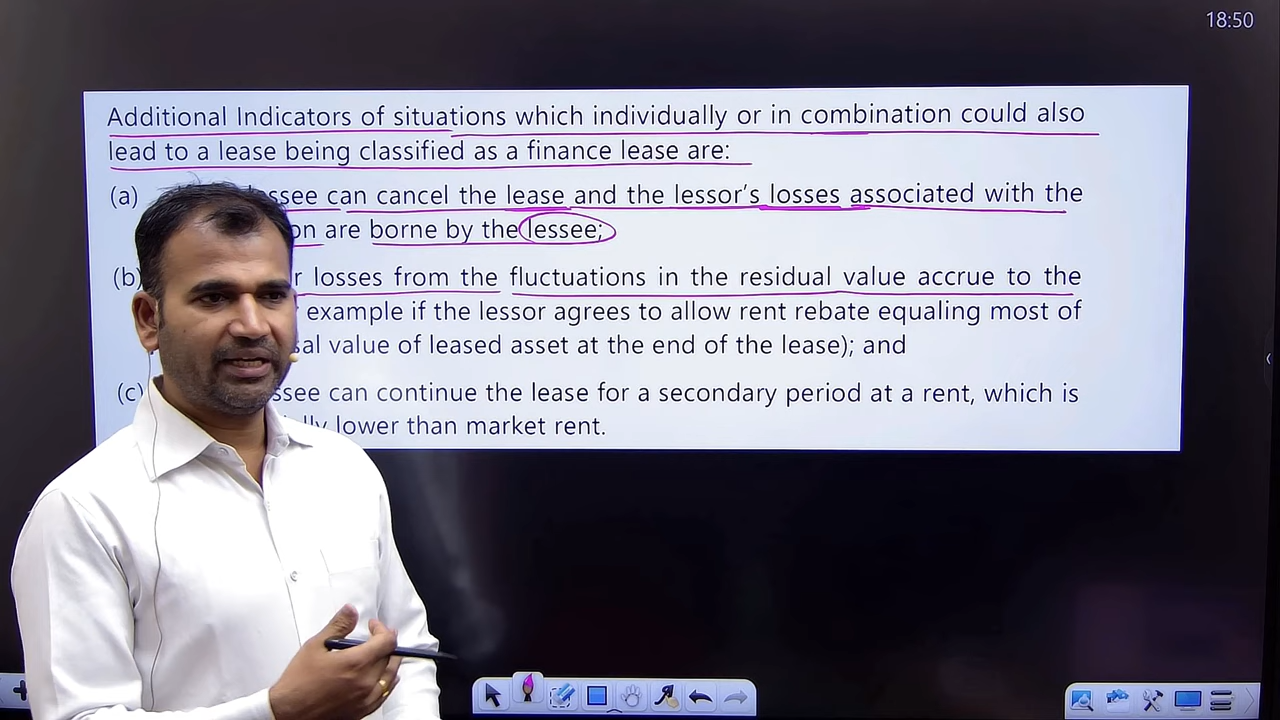 18:50
Additional Indicators of situations which individually or in combination could also
lead to a lease being classified as a finance lease are:
(a) can cancel the lease and the lessor's losses associated with the
are borne by the lessee;
(b) losses from the fluctuations in the residual value accrue to the
example if the lessor agrees to allow rent rebate equaling most of
value of leased asset at the end of the lease); and
(c) can continue the lease for a secondary period at a rent, which is
lower than market rent.